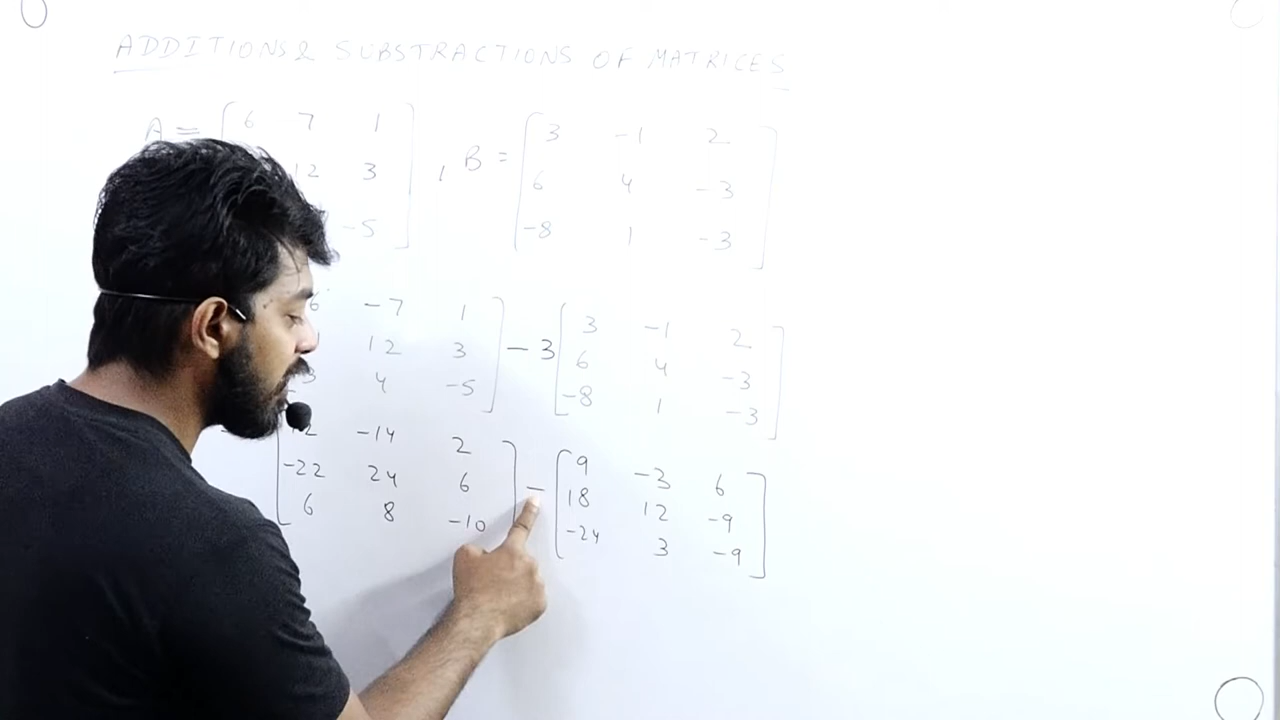 ADDITIONS & SUBSTRACTIONS OF MATRICES
A = [ 6 7 1 , B = [ 3 -1 2 ]
12 3 ] 6 4 -3
-5 -8 1 -3
6 -7 1 ] - 3 [ 3 -1 2 ]
12 3 6 4 -3
3 4 -5 -8 1 -3
-14 2 ] - [ 9 -3 6 ]
-22 24 6 18 12 -9
6 8 -10 -24 3 -9